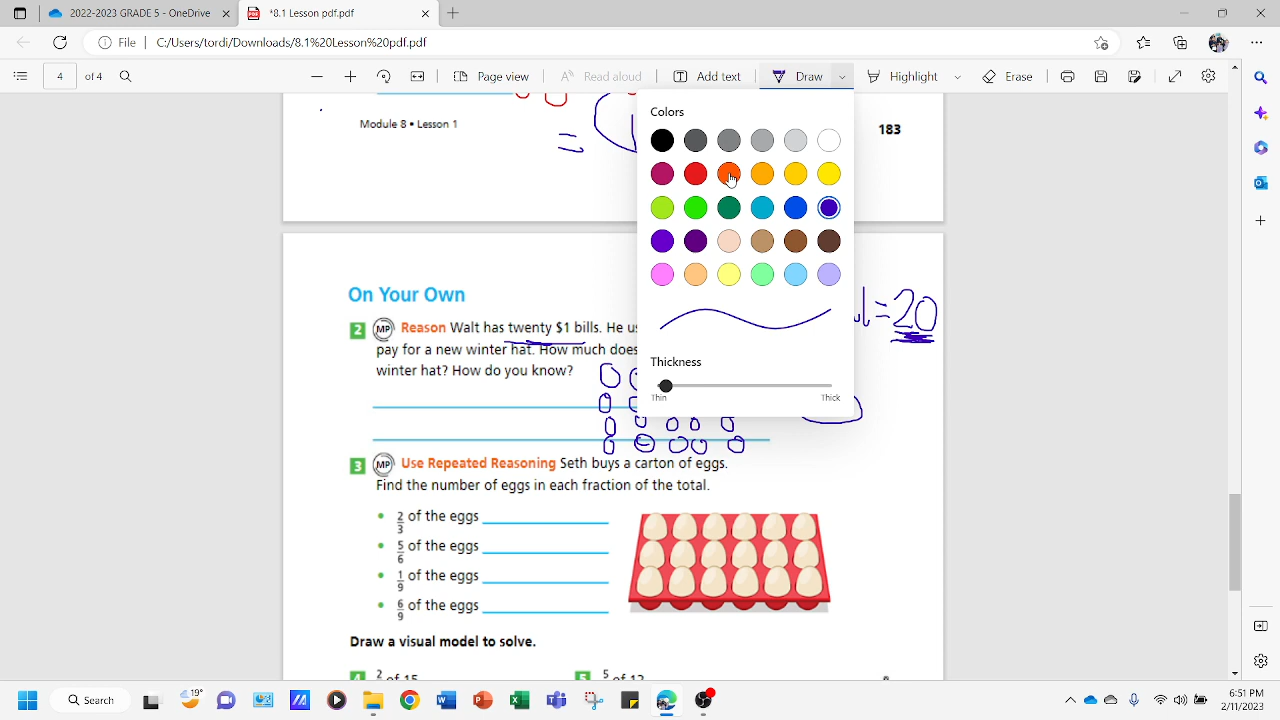 2022-2023 GRADE 5 - OneDrive
*8.1 Lesson pdf.pdf
File C:/Users/tordi/Downloads/8.1%20Lesson%20pdf.pdf
4 of 4
Page view
Read aloud
Add text
Draw
Highlight
Erase
Module 8 • Lesson 1
183
=
Colors
Thickness
Thin Thick
On Your Own
2 MP Reason Walt has twenty $1 bills. He us
pay for a new winter hat. How much does
winter hat? How do you know?
= 20
3 MP Use Repeated Reasoning Seth buys a carton of eggs.
Find the number of eggs in each fraction of the total.
• 2/3 of the eggs
• 5/6 of the eggs
• 1/9 of the eggs
• 6/9 of the eggs
Draw a visual model to solve.
4 2 of 15
5 5 of 12
19°
Search
6:51 PM
2/11/2023